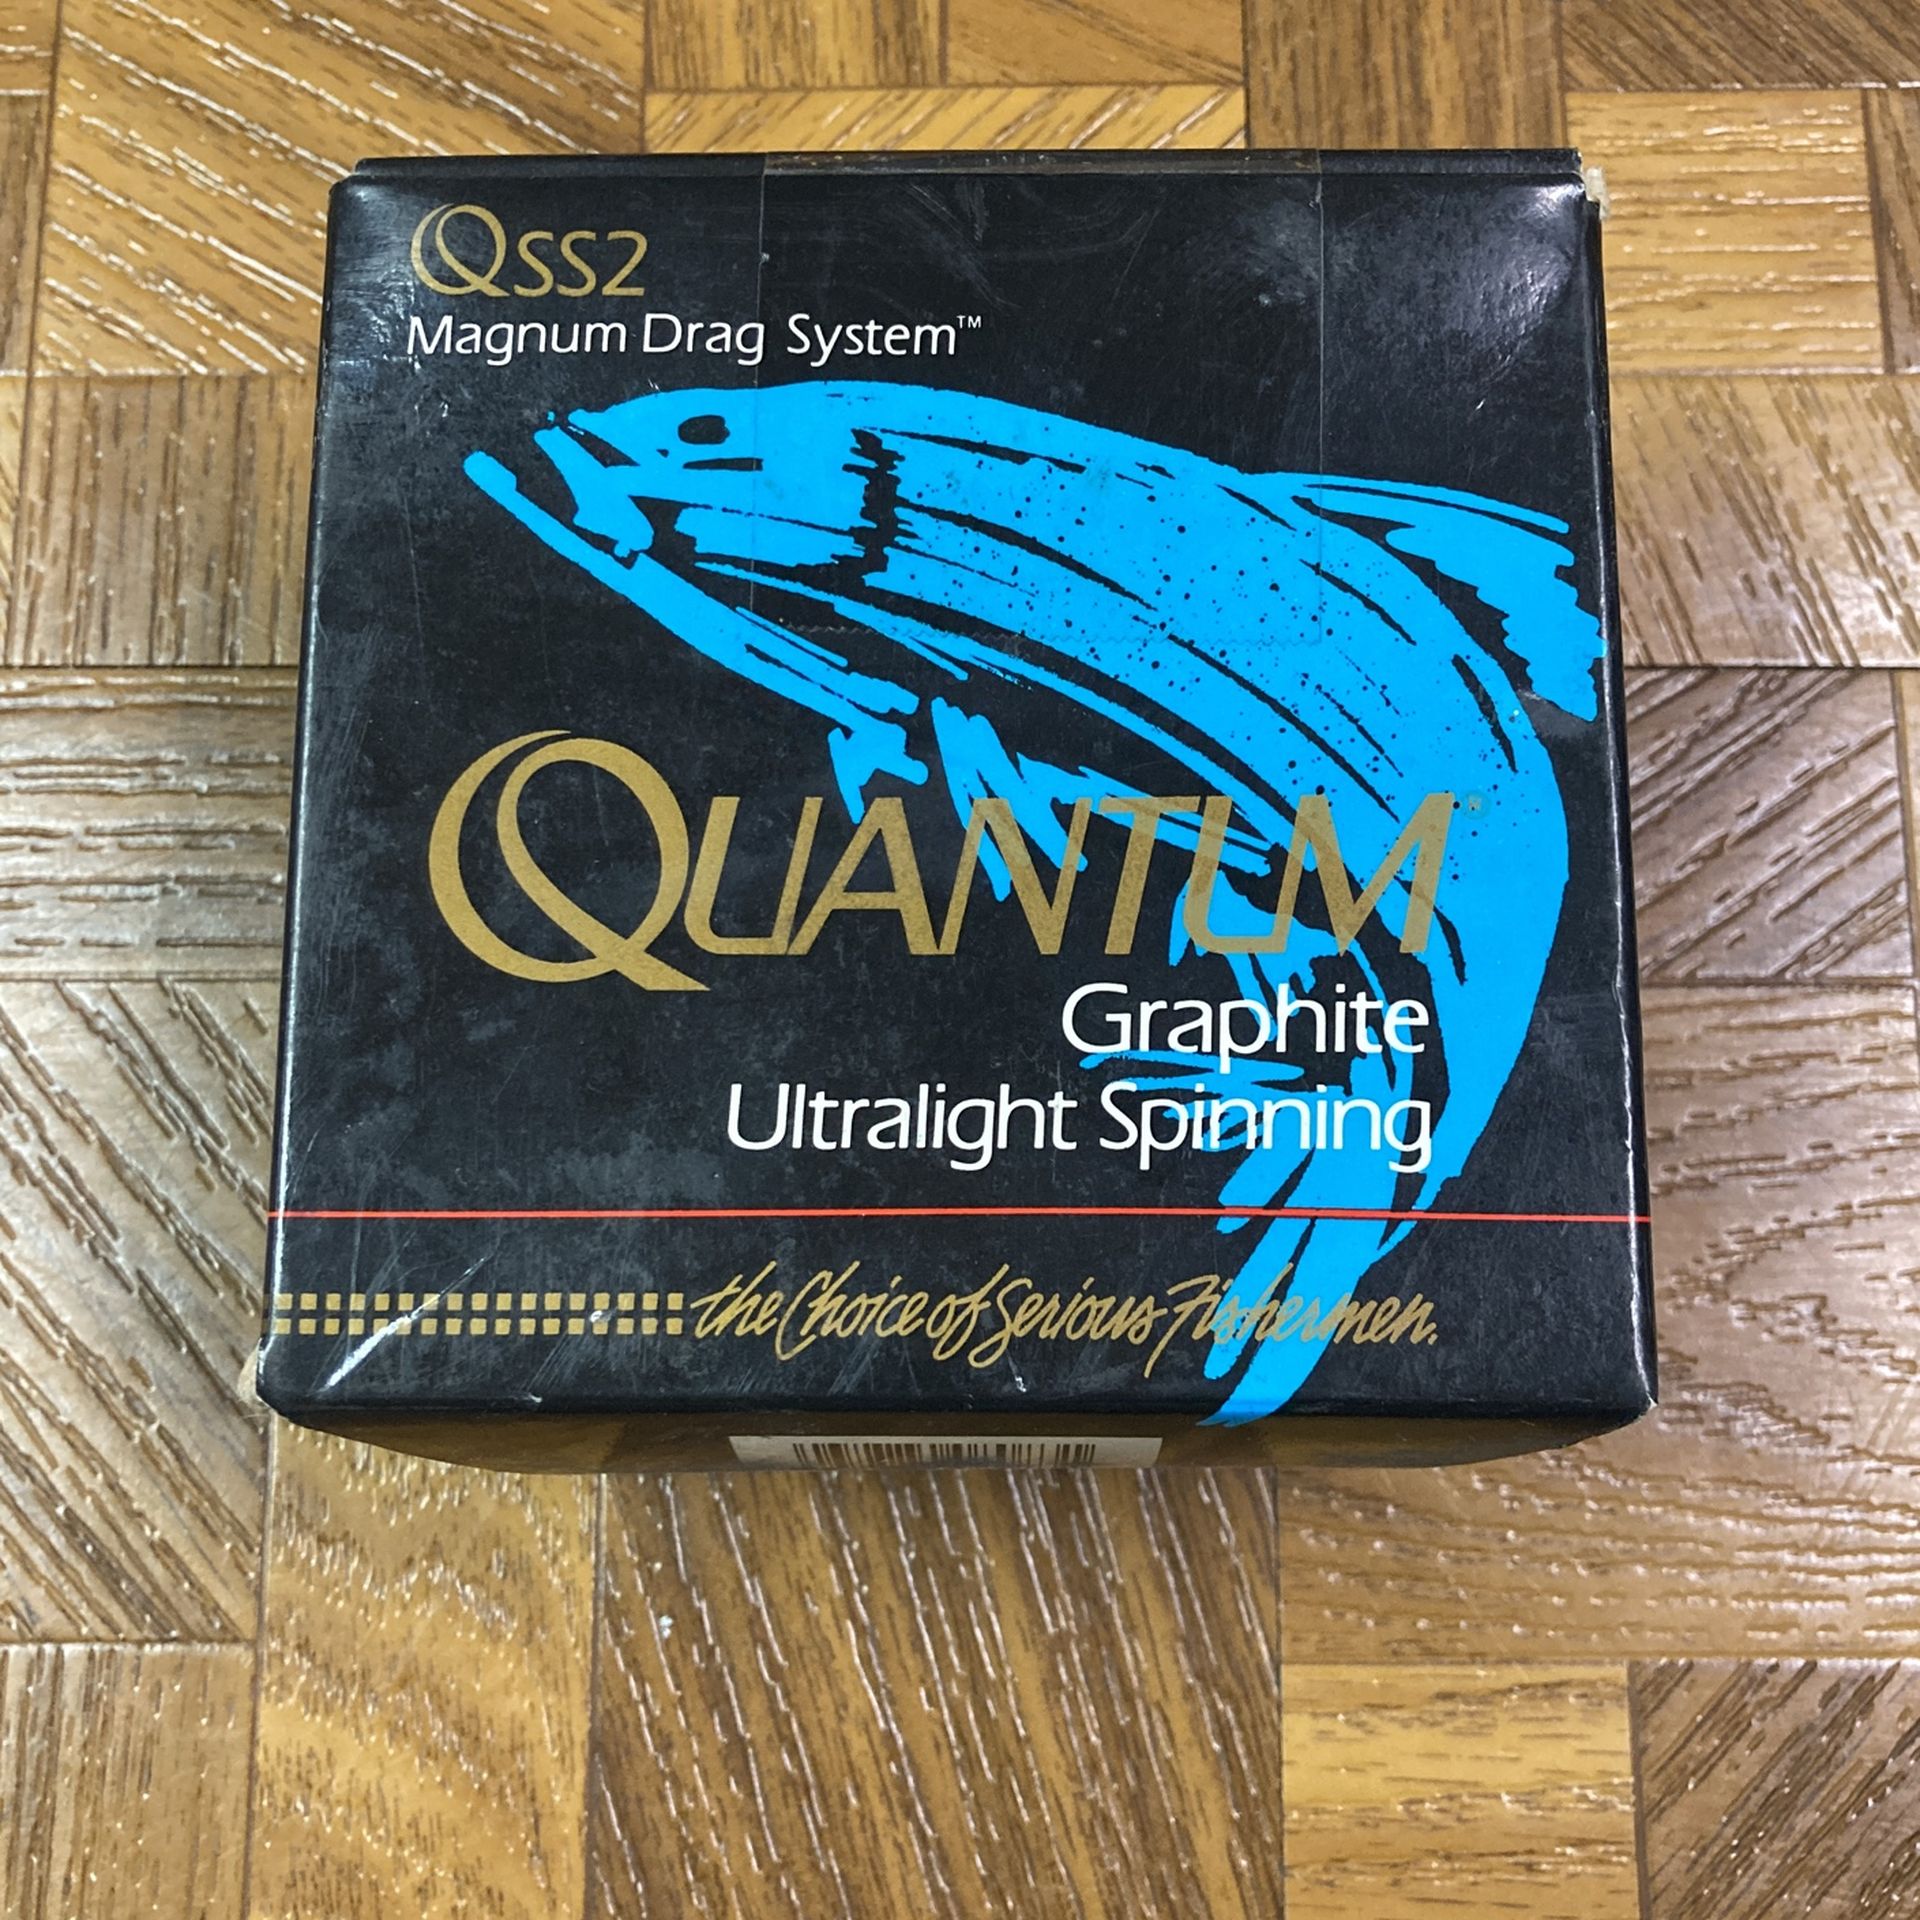 QSS2
Magnum Drag System™
QUANTUM®
Graphite
Ultralight Spinning
the Choice of Serious Fishermen.